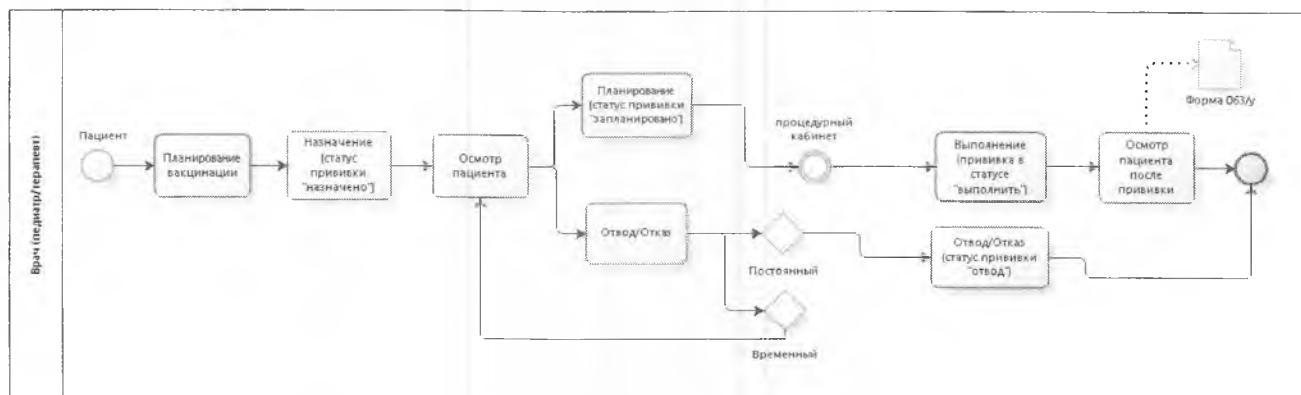 Врач (педиатр/терапевт)
Пациент
Планирование
вакцинации
Назначение
(статус
прививки
"назначено")
Осмотр
пациента
Планирование
(статус прививки
"запланировано")
Отвод/Отказ
процедурный
кабинет
Постоянный
Временный
Выполнение
(прививка в
статусе
"выполнить")
Отвод/Отказ
(статус прививки
"отвод")
Осмотр
пациента
после
прививки
Форма 063/у